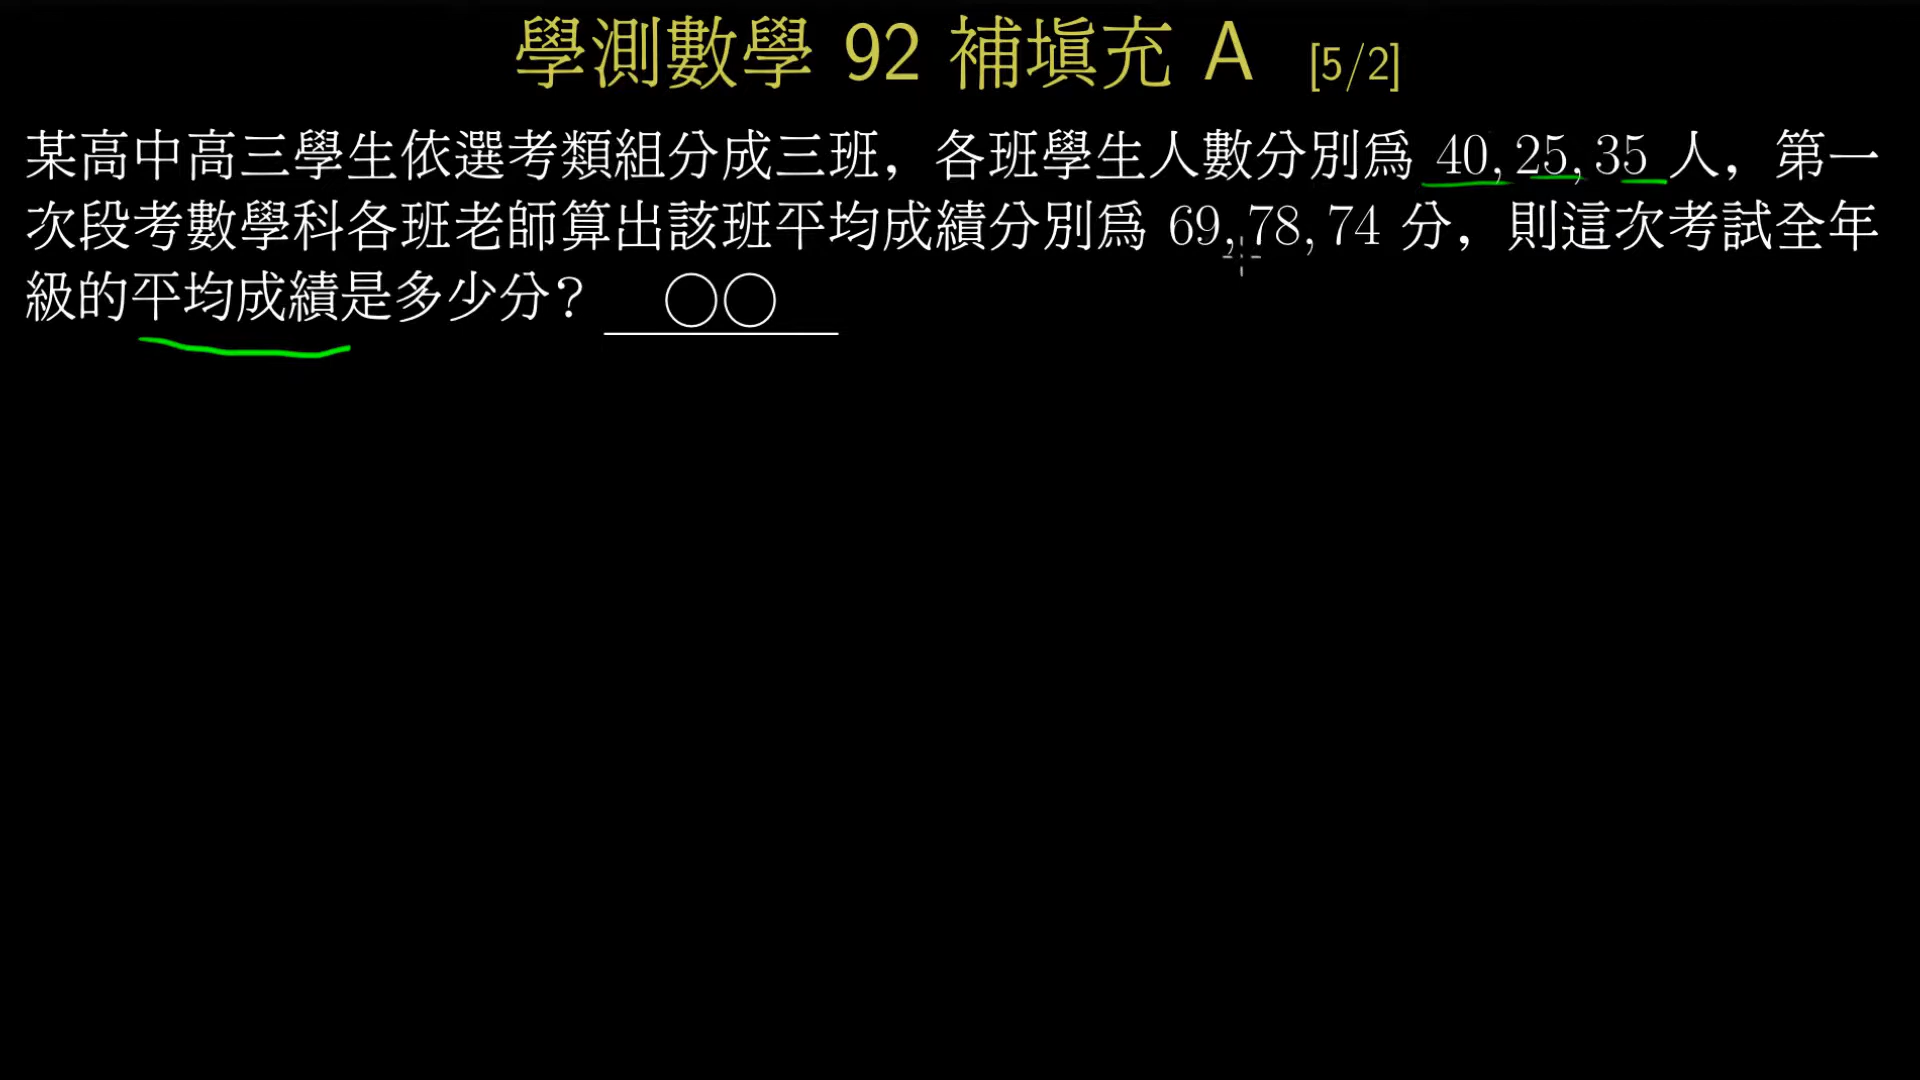 學測數學 92 補塡充 A [5/2]
某高中高三學生依選考類組分成三班，各班學生人數分別爲 40, 25, 35 人，第一
次段考數學科各班老師算出該班平均成績分別爲 69, 78, 74 分，則這次考試全年
級的平均成績是多少分？ ○○